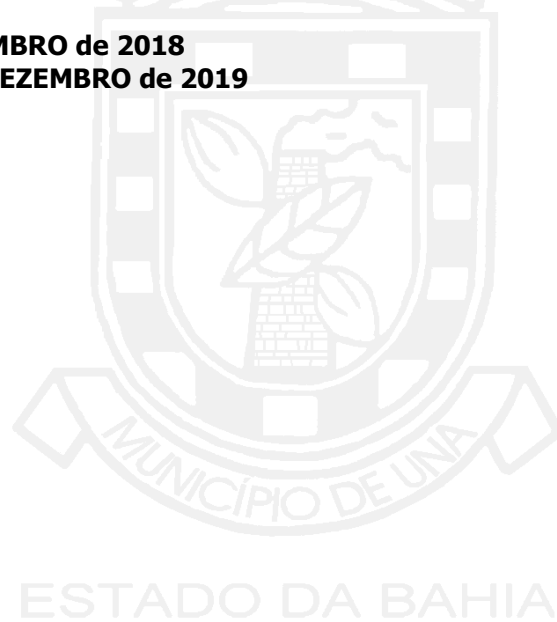 MBRO de 2018
EZEMBRO de 2019
MUNICÍPIO DE UNA
ESTADO DA BAHIA